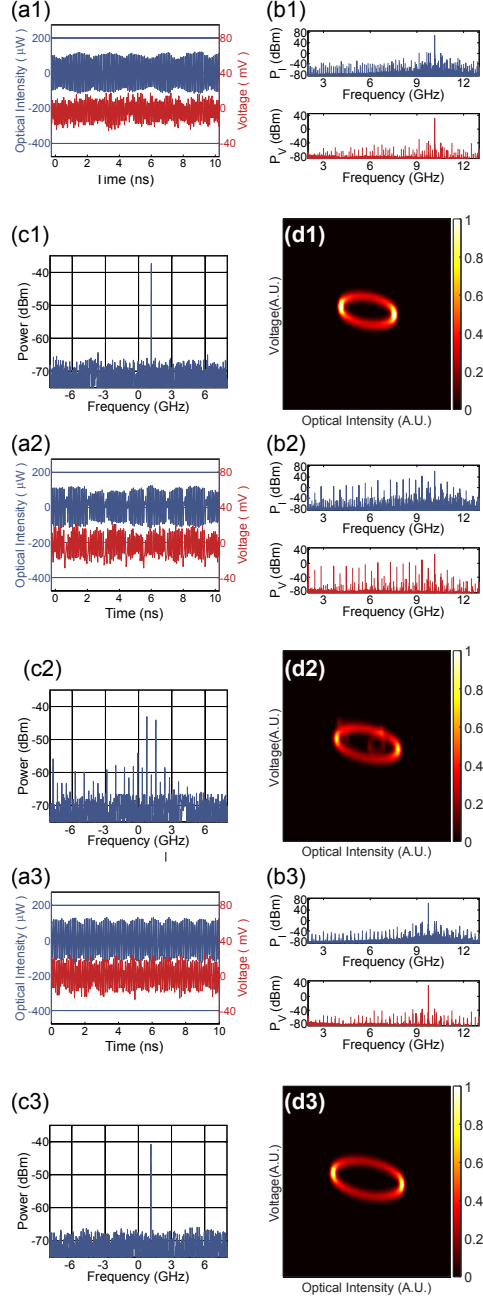 (a1)
200
0
-200
-400
Optical Intensity ( μW )
80
40
0
-40
Voltage ( mV )
0 2 4 6 8 10
Time (ns)
(b1)
80
40
0
-40
-80
P_I (dBm)
3 6 9 12
Frequency (GHz)
80
40
0
-40
-80
P_V (dBm)
3 6 9 12
Frequency (GHz)
(c1)
-40
-50
-60
-70
Power (dBm)
-6 -3 0 3 6
Frequency (GHz)
(d1)
Voltage(A.U.)
Optical Intensity (A.U.)
1
0.8
0.6
0.4
0.2
0
(a2)
200
0
-200
-400
Optical Intensity ( μW )
80
40
0
-40
Voltage ( mV )
0 2 4 6 8 10
Time (ns)
(b2)
80
40
0
-40
-80
P_I (dBm)
3 6 9 12
Frequency (GHz)
80
40
0
-40
-80
P_V (dBm)
3 6 9 12
Frequency (GHz)
(c2)
-40
-50
-60
-70
Power (dBm)
-6 -3 0 3 6
Frequency (GHz)
(d2)
Voltage(A.U.)
Optical Intensity (A.U.)
1
0.8
0.6
0.4
0.2
0
(a3)
200
0
-200
-400
Optical Intensity ( μW )
80
40
0
-40
Voltage ( mV )
0 2 4 6 8 10
Time (ns)
(b3)
80
40
0
-40
-80
P_I (dBm)
3 6 9 12
Frequency (GHz)
80
40
0
-40
-80
P_V (dBm)
3 6 9 12
Frequency (GHz)
(c3)
-40
-50
-60
-70
Power (dBm)
-6 -3 0 3 6
Frequency (GHz)
(d3)
Voltage(A.U.)
Optical Intensity (A.U.)
1
0.8
0.6
0.4
0.2
0